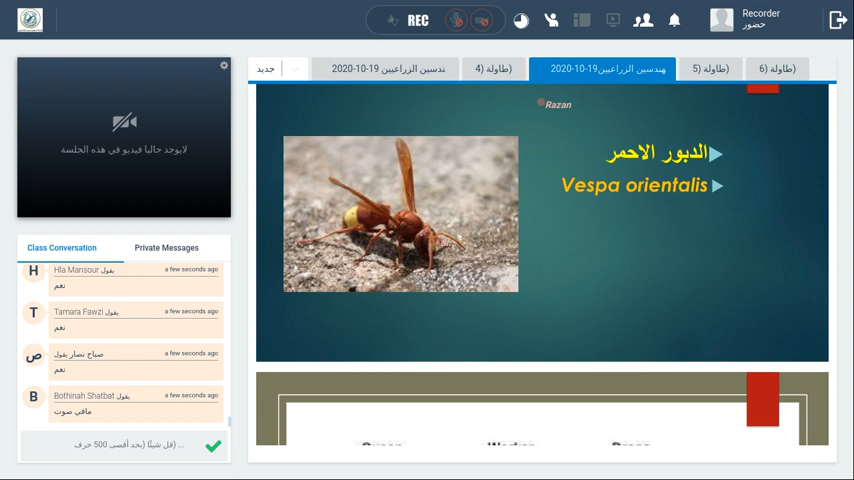 REC
Recorder
حضور
جديد
ندسين الزراعيين 19-10-2020
(طاولة (4
هندسين الزراعيين19-10-2020
(طاولة (5
(طاولة (6
لايوجد حاليا فيديو في هذه الجلسة
Razan
الدبور الاحمر
Vespa orientalis
Class Conversation
Private Messages
H
Hla Mansour يقول
a few seconds ago
نعم
T
Tamara Fawzi يقول
a few seconds ago
نعم
ص
صباح نصار يقول
a few seconds ago
نعم
B
Bothinah Shatbat يقول
a few seconds ago
مافي صوت
... (قل شيئًا (بحد أقصى 500 حرف